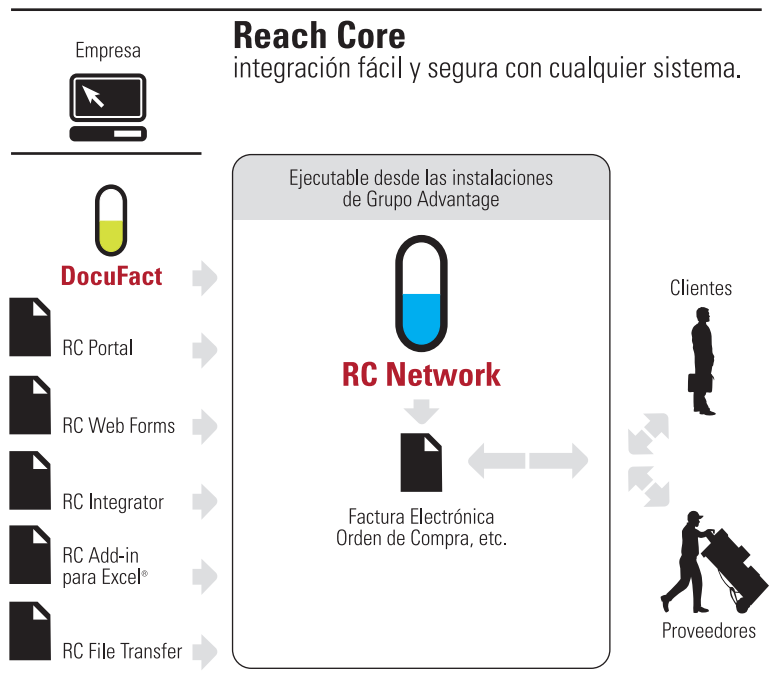 Empresa
Reach Core
integración fácil y segura con cualquier sistema.
Ejecutable desde las instalaciones
de Grupo Advantage
DocuFact
RC Portal
RC Web Forms
RC Integrator
RC Add-in
para Excel®
RC File Transfer
RC Network
Factura Electrónica
Orden de Compra, etc.
Clientes
Proveedores